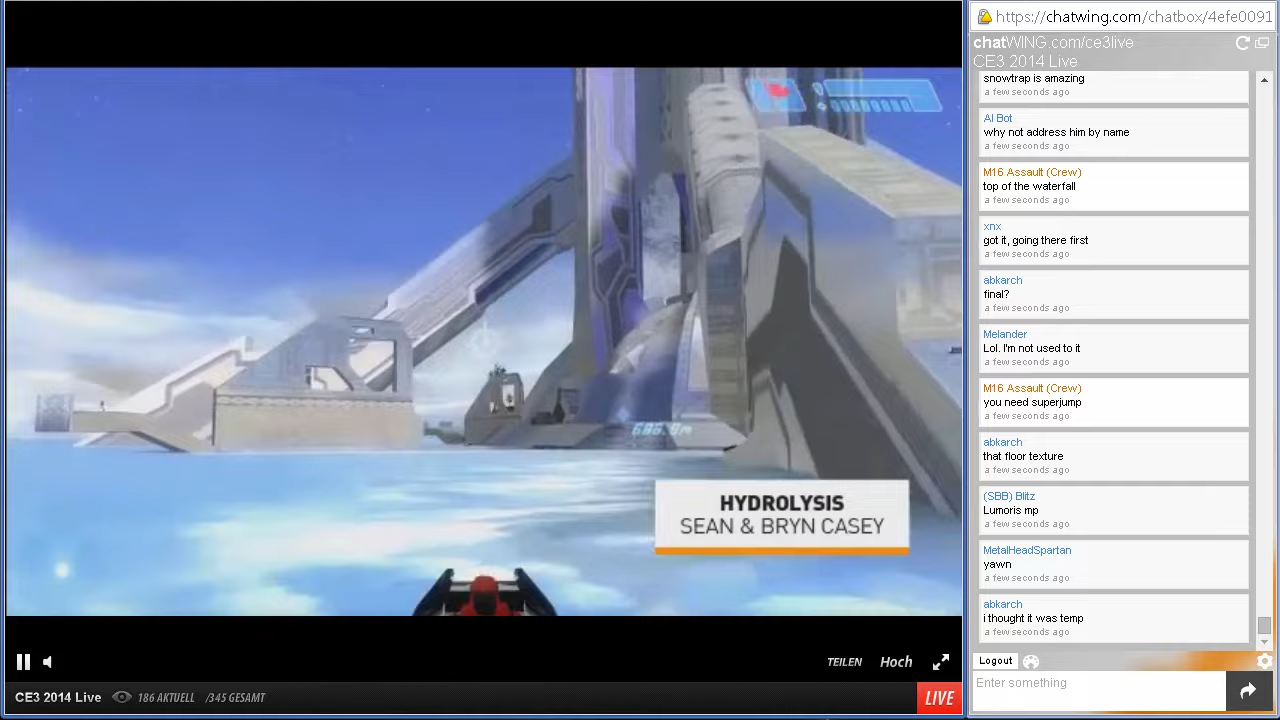 686.0m
HYDROLYSIS
SEAN & BRYN CASEY
TEILEN
Hoch
CE3 2014 Live
186 AKTUELL
/345 GESAMT
LIVE
https://chatwing.com/chatbox/4efe0091
chatWING.com/ce3live
CE3 2014 Live
snowtrap is amazing
a few seconds ago
Al Bot
why not address him by name
a few seconds ago
M16 Assault (Crew)
top of the waterfall
a few seconds ago
xnx
got it, going there first
a few seconds ago
abkarch
final?
a few seconds ago
Melander
Lol. I'm not used to it
a few seconds ago
M16 Assault (Crew)
you need superjump
a few seconds ago
abkarch
that floor texture
a few seconds ago
(SBB) Blitz
Lumoris mp
a few seconds ago
MetalHeadSpartan
yawn
a few seconds ago
abkarch
i thought it was temp
a few seconds ago
Logout
Enter something